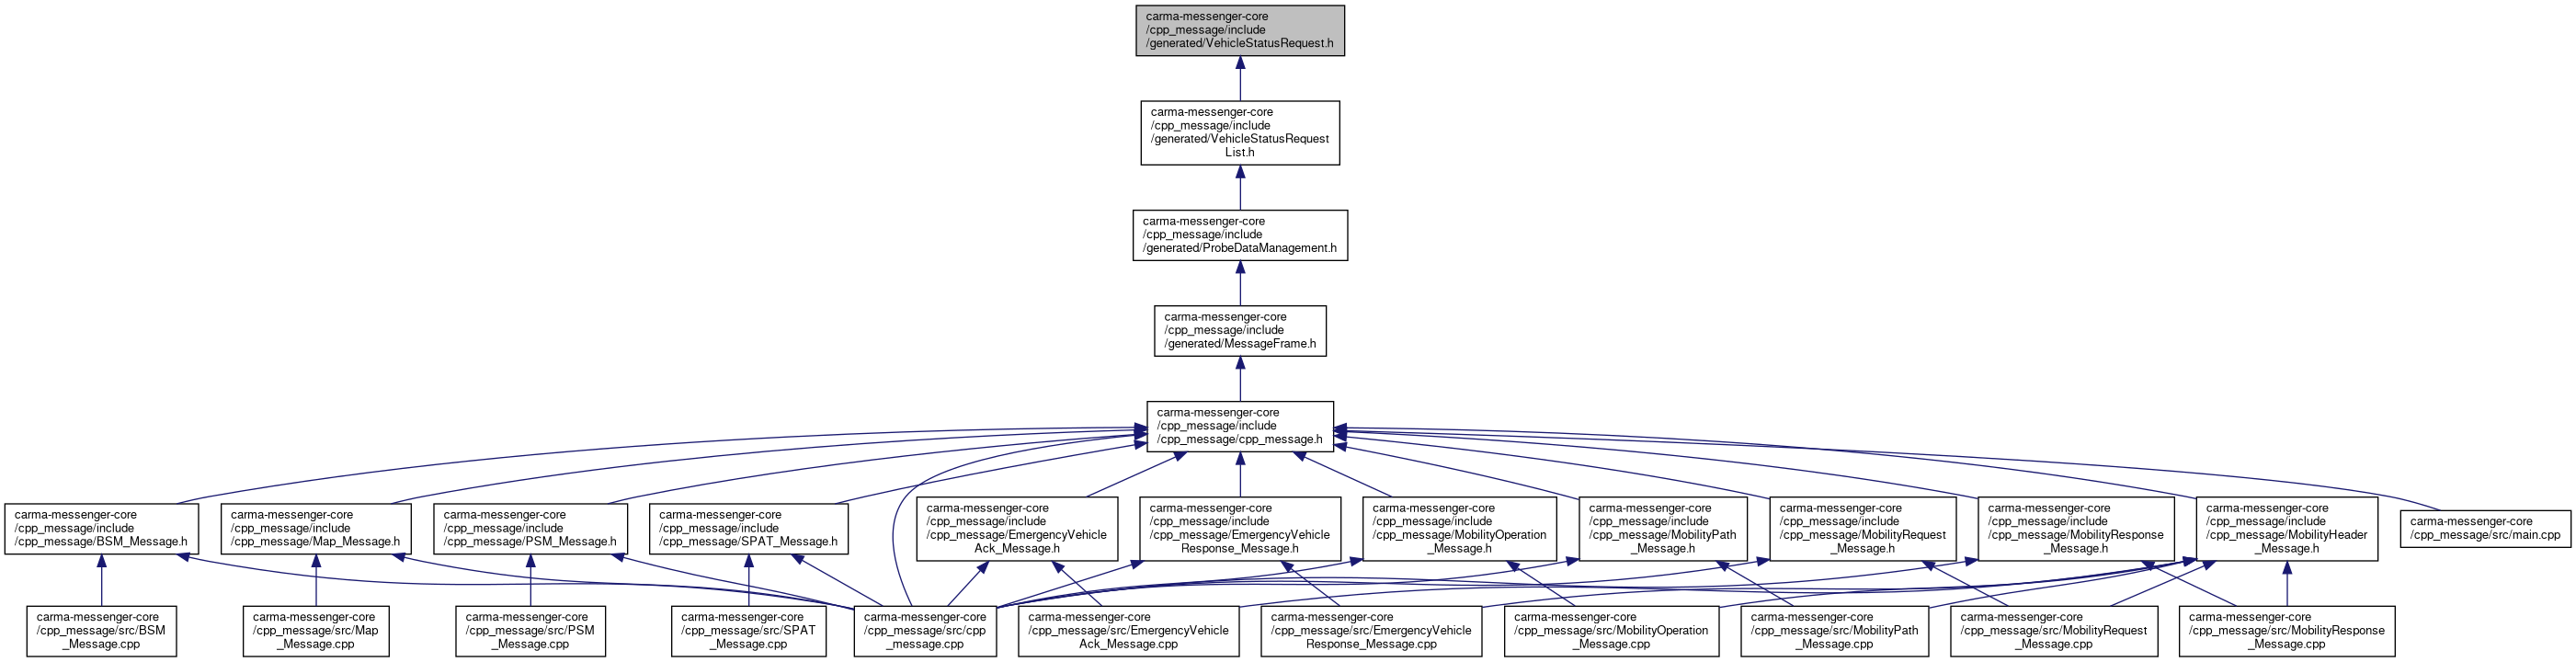 carma-messenger-core
/cpp_message/include
/generated/VehicleStatusRequest.h
carma-messenger-core
/cpp_message/include
/generated/VehicleStatusRequest
List.h
carma-messenger-core
/cpp_message/include
/generated/ProbeDataManagement.h
carma-messenger-core
/cpp_message/include
/generated/MessageFrame.h
carma-messenger-core
/cpp_message/include
/cpp_message/cpp_message.h
carma-messenger-core
/cpp_message/include
/cpp_message/BSM_Message.h
carma-messenger-core
/cpp_message/include
/cpp_message/Map_Message.h
carma-messenger-core
/cpp_message/include
/cpp_message/PSM_Message.h
carma-messenger-core
/cpp_message/include
/cpp_message/SPAT_Message.h
carma-messenger-core
/cpp_message/include
/cpp_message/EmergencyVehicle
Ack_Message.h
carma-messenger-core
/cpp_message/include
/cpp_message/EmergencyVehicle
Response_Message.h
carma-messenger-core
/cpp_message/include
/cpp_message/MobilityOperation
_Message.h
carma-messenger-core
/cpp_message/include
/cpp_message/MobilityPath
_Message.h
carma-messenger-core
/cpp_message/include
/cpp_message/MobilityRequest
_Message.h
carma-messenger-core
/cpp_message/include
/cpp_message/MobilityResponse
_Message.h
carma-messenger-core
/cpp_message/include
/cpp_message/MobilityHeader
_Message.h
carma-messenger-core
/cpp_message/src/main.cpp
carma-messenger-core
/cpp_message/src/BSM
_Message.cpp
carma-messenger-core
/cpp_message/src/Map
_Message.cpp
carma-messenger-core
/cpp_message/src/PSM
_Message.cpp
carma-messenger-core
/cpp_message/src/SPAT
_Message.cpp
carma-messenger-core
/cpp_message/src/cpp
_message.cpp
carma-messenger-core
/cpp_message/src/EmergencyVehicle
Ack_Message.cpp
carma-messenger-core
/cpp_message/src/EmergencyVehicle
Response_Message.cpp
carma-messenger-core
/cpp_message/src/MobilityOperation
_Message.cpp
carma-messenger-core
/cpp_message/src/MobilityPath
_Message.cpp
carma-messenger-core
/cpp_message/src/MobilityRequest
_Message.cpp
carma-messenger-core
/cpp_message/src/MobilityResponse
_Message.cpp